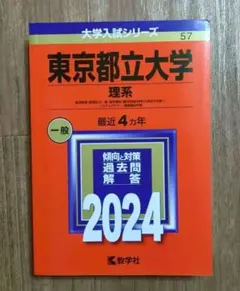 大学入試シリーズ
57
東京都立大学
理系
一般
最近4カ年
傾向と対策
過去問
解答
2024
教学社